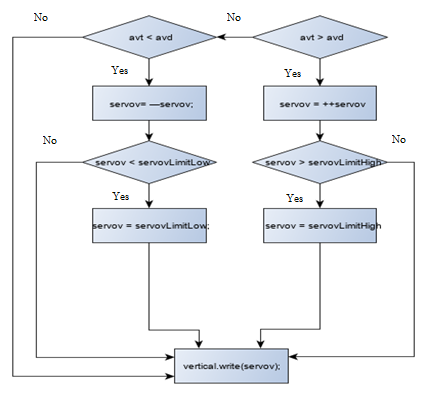 No
No
avt < avd
avt > avd
Yes
Yes
servov= —servov;
servov = ++servov
No
No
servov < servovLimitLow
servov > servovLimitHigh
Yes
Yes
servov = servovLimitLow;
servov = servovLimitHigh
vertical.write(servov);